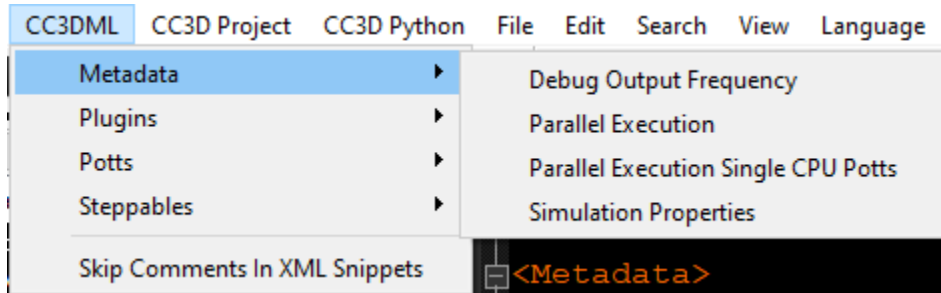 CC3DML CC3D Project CC3D Python File Edit Search View Language
Metadata
Debug Output Frequency
Plugins
Parallel Execution
Potts
Parallel Execution Single CPU Potts
Steppables
Simulation Properties
Skip Comments In XML Snippets
<Metadata>